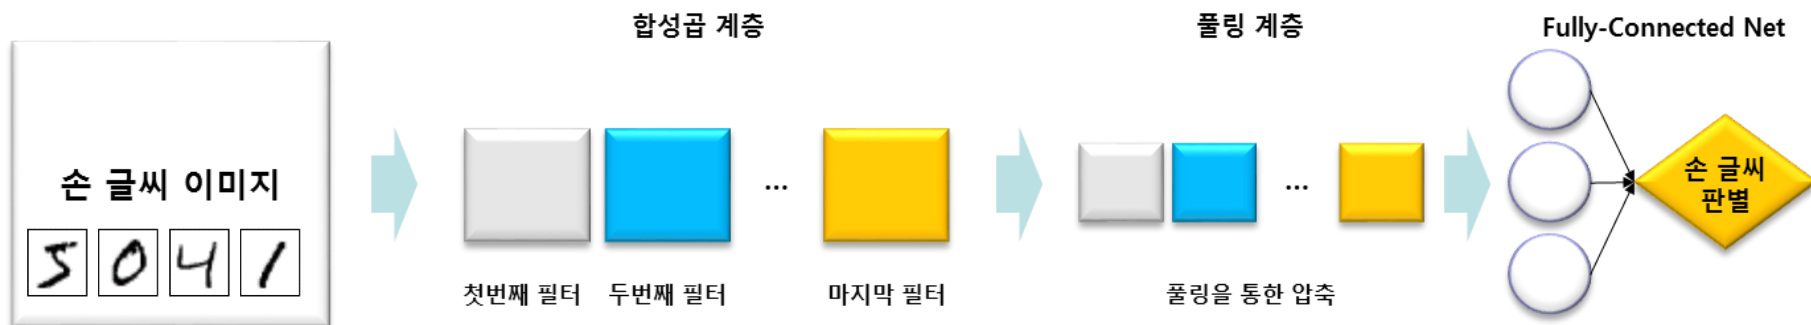 합성곱 계층
풀링 계층
Fully-Connected Net
손 글씨 이미지
5 0 4 1
...
...
손 글씨
판별
첫번째 필터
두번째 필터
마지막 필터
풀링을 통한 압축